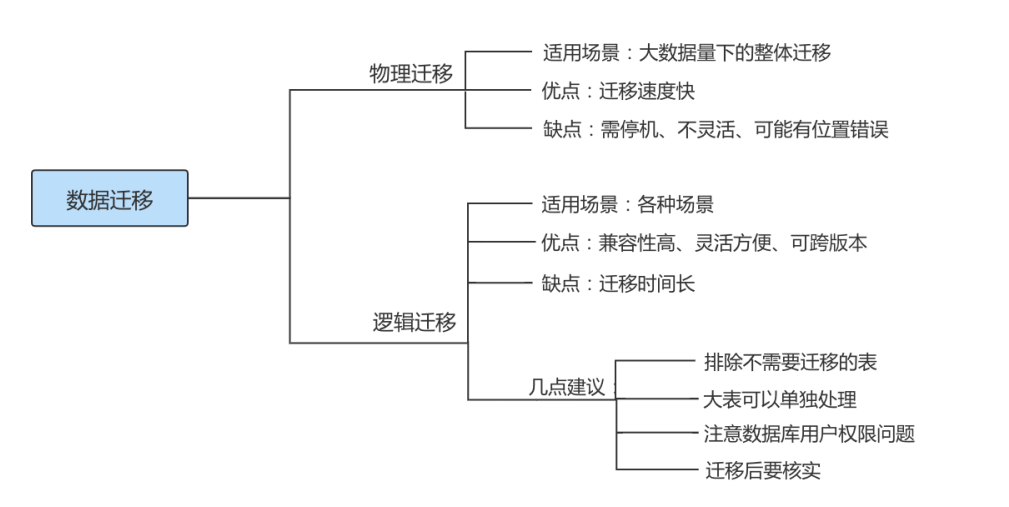 数据迁移
物理迁移
适用场景：大数据量下的整体迁移
优点：迁移速度快
缺点：需停机、不灵活、可能有位置错误
逻辑迁移
适用场景：各种场景
优点：兼容性高、灵活方便、可跨版本
缺点：迁移时间长
几点建议：
排除不需要迁移的表
大表可以单独处理
注意数据库用户权限问题
迁移后要核实